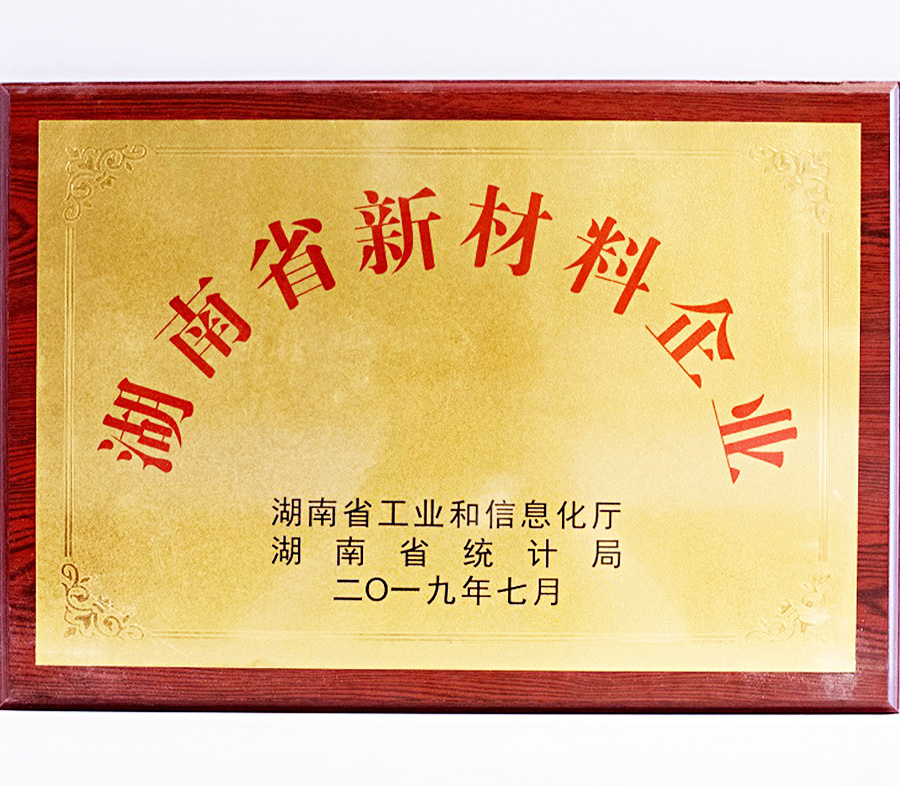 湖南省新材料企业
湖南省工业和信息化厅
湖南省统计局
二〇一九年七月